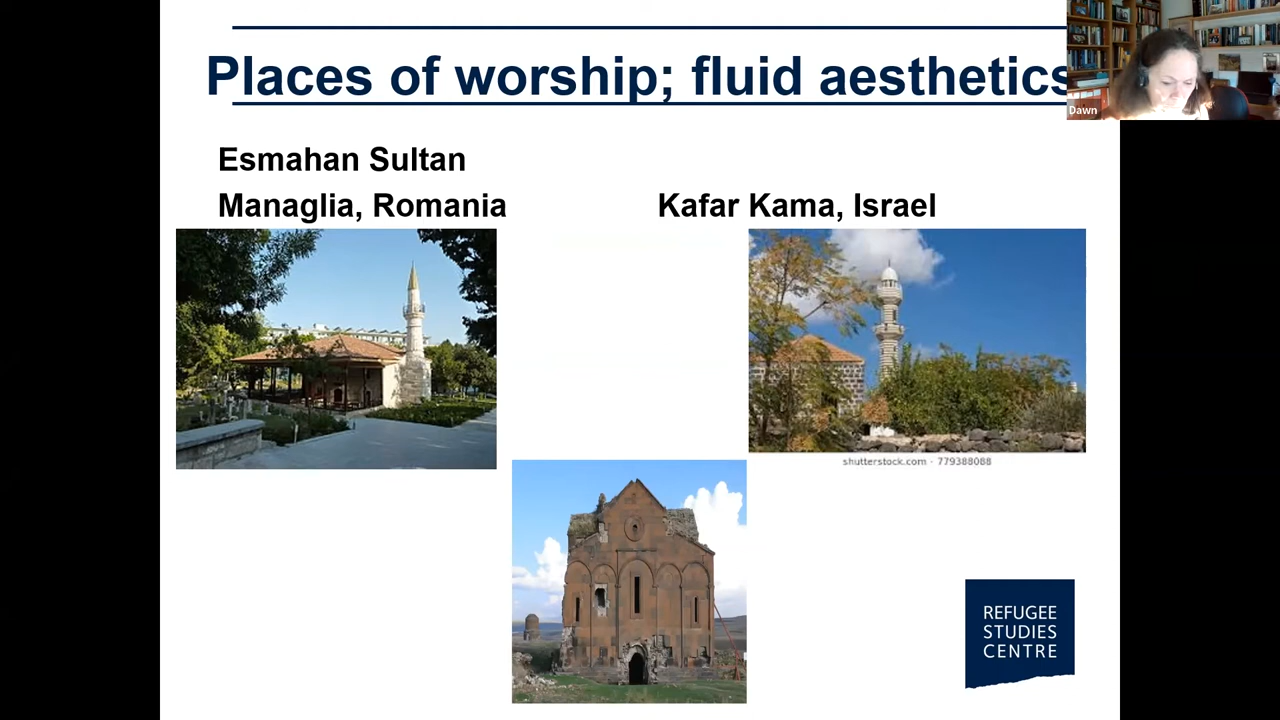 Places of worship; fluid aesthetics
Dawn
Esmahan Sultan
Managlia, Romania
Kafar Kama, Israel
shutterstock.com · 779388088
REFUGEE
STUDIES
CENTRE